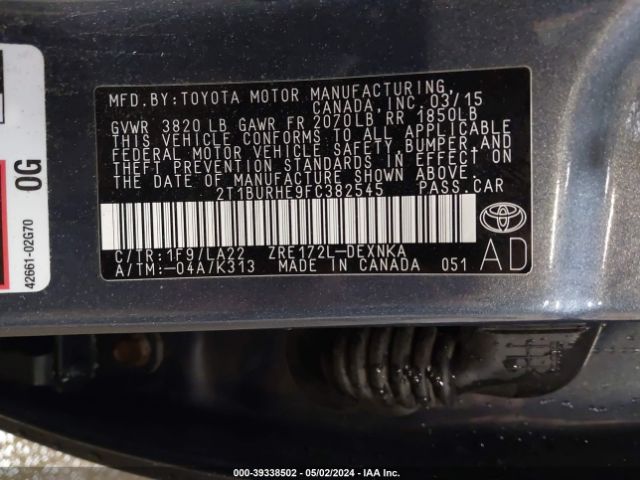 MFD.BY:TOYOTA MOTOR MANUFACTURING,
CANADA, INC. 03/15
GVWR 3820 LB GAWR FR 2070LB RR 1850LB
THIS VEHICLE CONFORMS TO ALL APPLICABLE
FEDERAL MOTOR VEHICLE SAFETY, BUMPER, AND
THEFT PREVENTION STANDARDS IN EFFECT ON
THE DATE OF MANUFACTURE SHOWN ABOVE.
2T1BURHE9FC382545 PASS.CAR
C/TR:1F9/LA22 ZRE172L-DEXNKA
A/TM:-04A/K313 MADE IN CANADA 051
AD
0G
42661-02G70
000-39338502 - 05/02/2024 - IAA Inc.